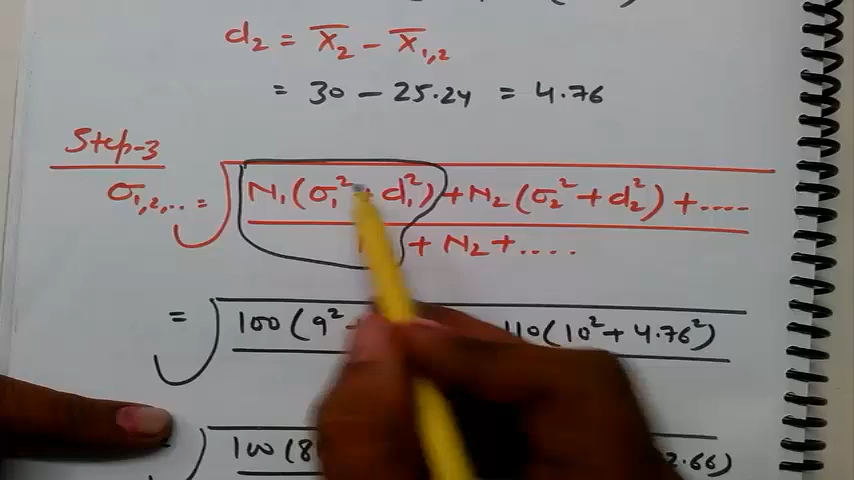 d₂ = X̄₂ − X̄₁,₂
= 30 − 25.24 = 4.76
Step-3
σ₁,₂,.. = √ N₁(σ₁² + d₁²) + N₂(σ₂² + d₂²) + ....
+ N₂ + ....
= √ 100(9² 110(10² + 4.76²)
√ 100(8 2.66)